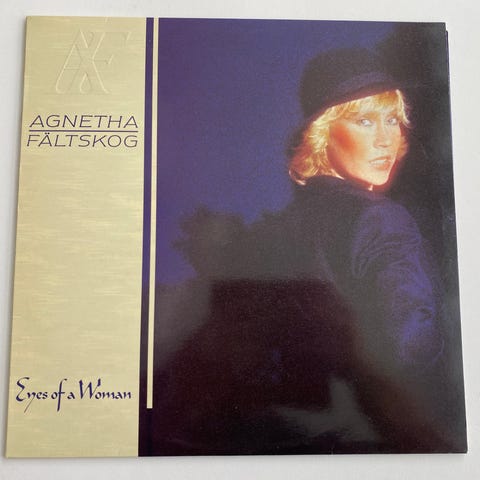 AF
AGNETHA
FÄLTSKOG
Eyes of a Woman